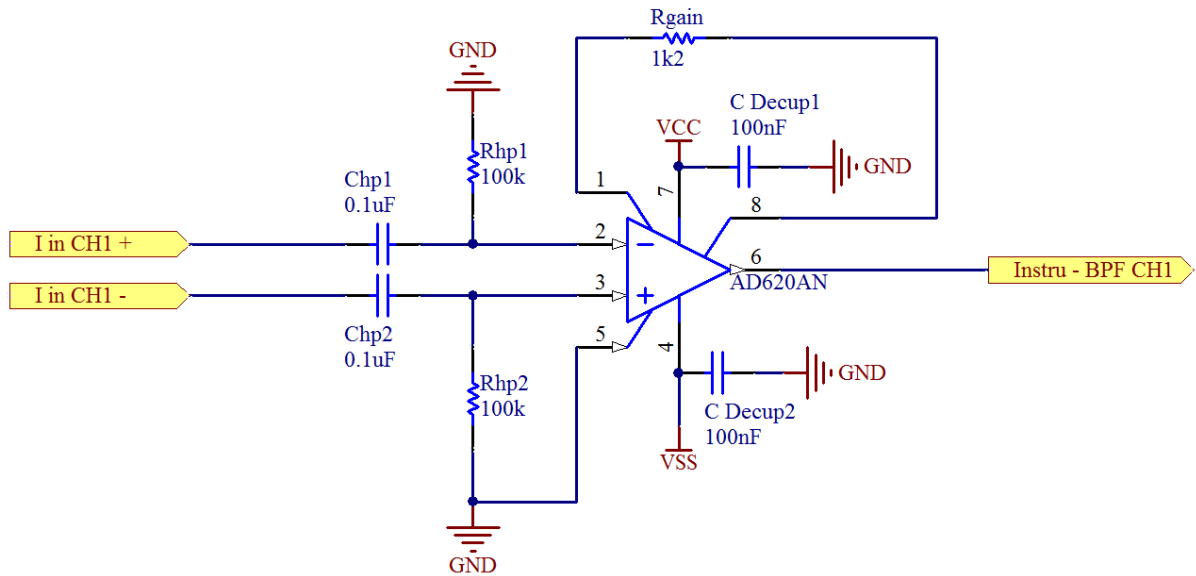 Rgain
1k2
GND
C Decup1
100nF
VCC
Rhp1
100k
GND
Chp1
0.1uF
1
7
8
I in CH1 +
2
6
Instru - BPF CH1
AD620AN
I in CH1 -
3
Chp2
0.1uF
5
4
GND
Rhp2
100k
C Decup2
100nF
VSS
GND